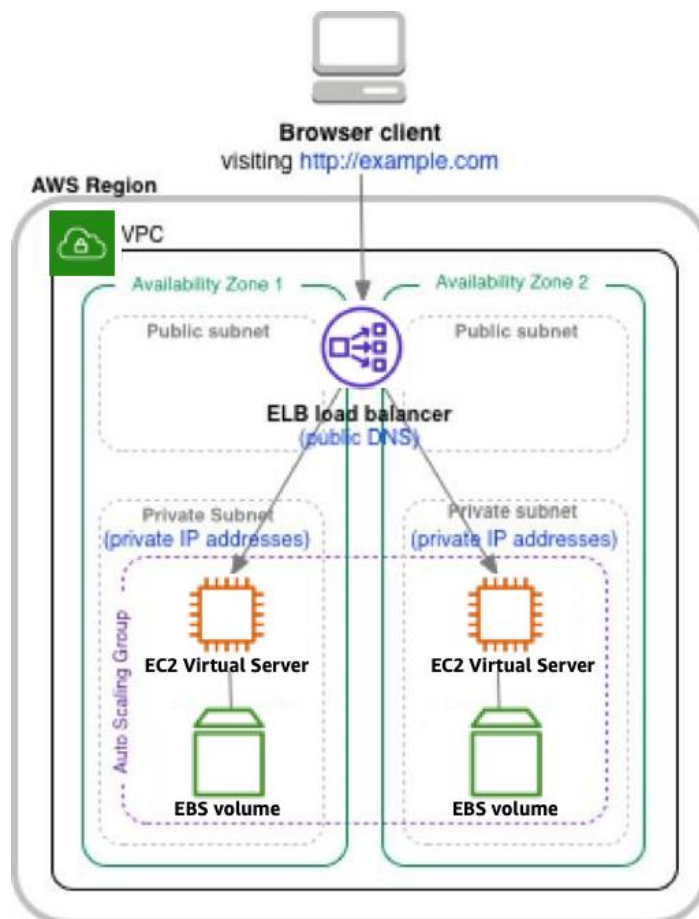 Browser client
visiting http://example.com
AWS Region
VPC
Availability Zone 1
Availability Zone 2
Public subnet
Public subnet
ELB load balancer
(public DNS)
Private Subnet
(private IP addresses)
Private subnet
(private IP addresses)
Auto Scaling Group
EC2 Virtual Server
EC2 Virtual Server
EBS volume
EBS volume